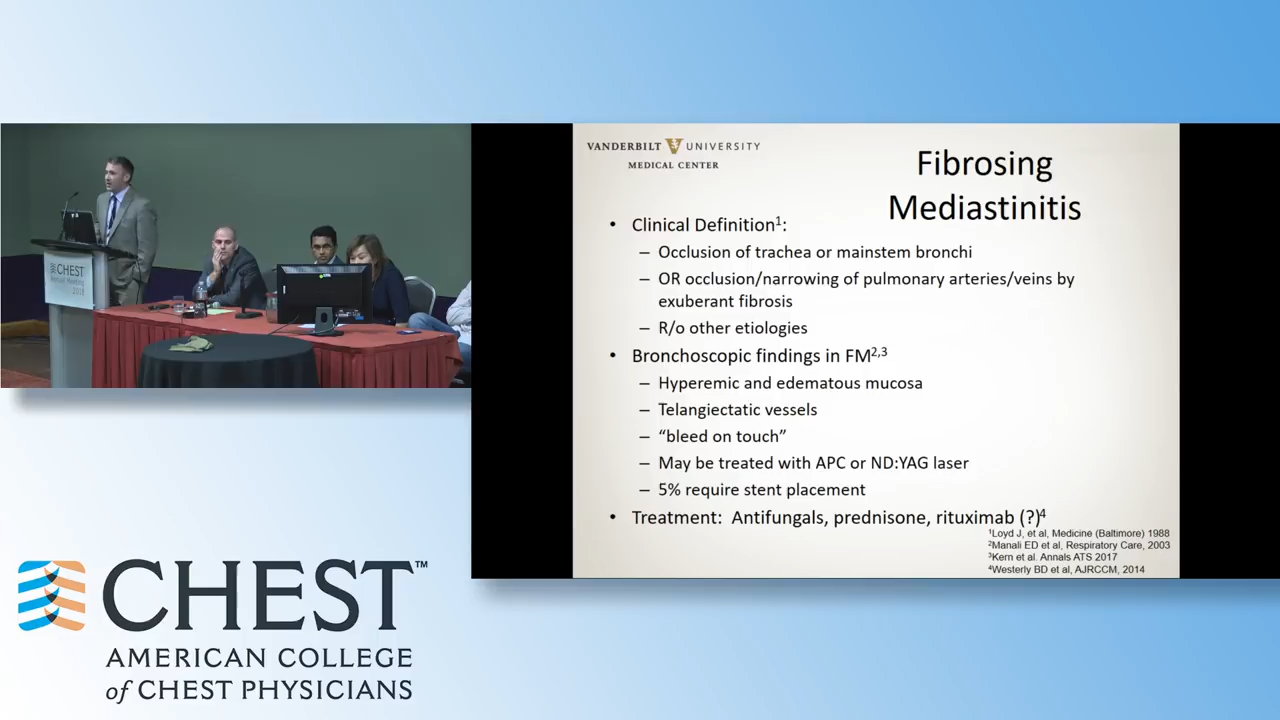 VANDERBILT UNIVERSITY
MEDICAL CENTER
Fibrosing
Mediastinitis
• Clinical Definition1:
– Occlusion of trachea or mainstem bronchi
– OR occlusion/narrowing of pulmonary arteries/veins by
exuberant fibrosis
– R/o other etiologies
• Bronchoscopic findings in FM2,3
– Hyperemic and edematous mucosa
– Telangiectatic vessels
– “bleed on touch”
– May be treated with APC or ND:YAG laser
– 5% require stent placement
• Treatment: Antifungals, prednisone, rituximab (?)4
1Loyd J, et al, Medicine (Baltimore) 1988
2Manali ED et al, Respiratory Care, 2003
3Kern et al. Annals ATS 2017
4Westerly BD et al, AJRCCM, 2014
CHEST
Annual Meeting
2018
CHEST™
AMERICAN COLLEGE
of CHEST PHYSICIANS